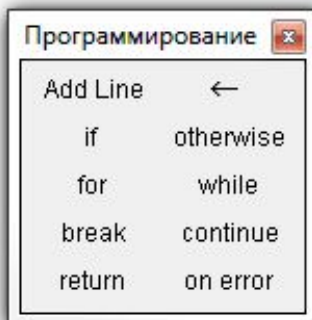 Программирование x
Add Line ←
if otherwise
for while
break continue
return on error